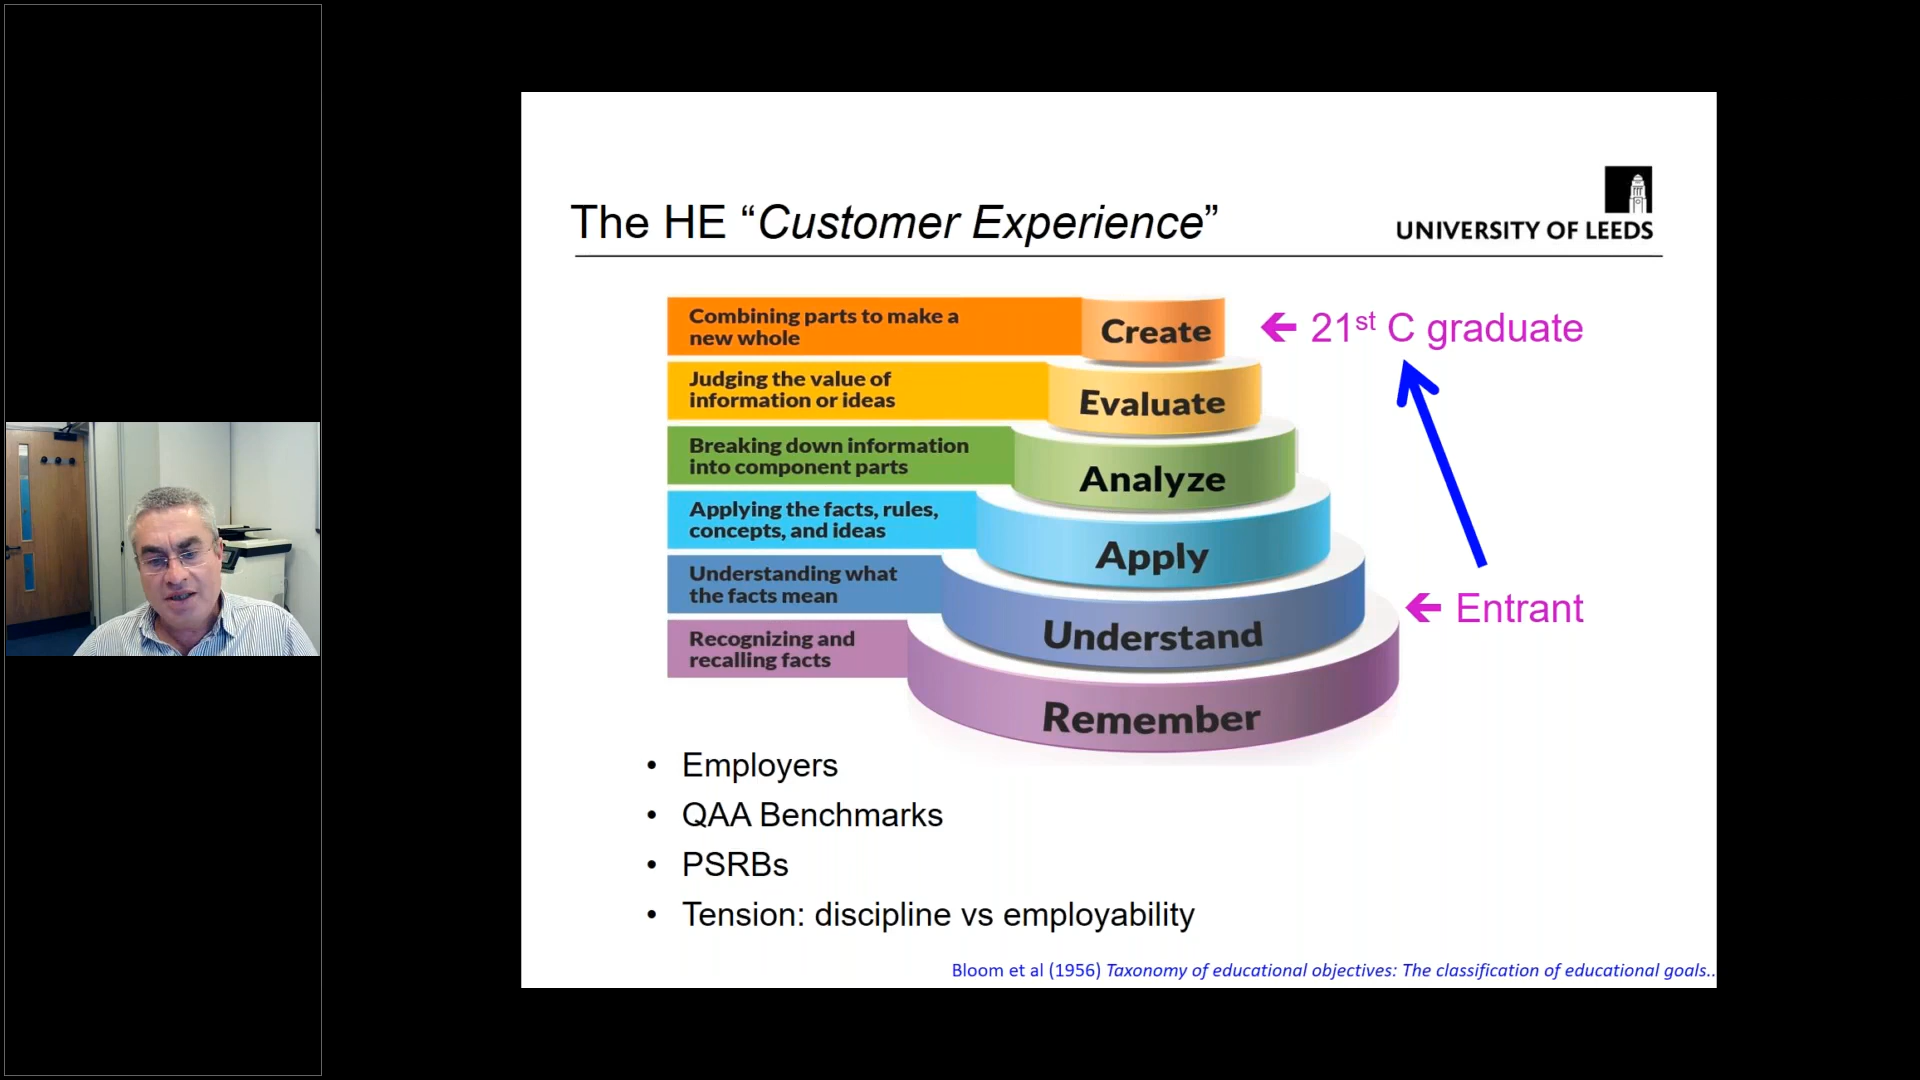 The HE “Customer Experience”
UNIVERSITY OF LEEDS
Combining parts to make a
new whole
Create
← 21st C graduate
Judging the value of
information or ideas
Evaluate
Breaking down information
into component parts
Analyze
Applying the facts, rules,
concepts, and ideas
Apply
Understanding what
the facts mean
Understand
← Entrant
Recognizing and
recalling facts
Remember
• Employers
• QAA Benchmarks
• PSRBs
• Tension: discipline vs employability
Bloom et al (1956) Taxonomy of educational objectives: The classification of educational goals..